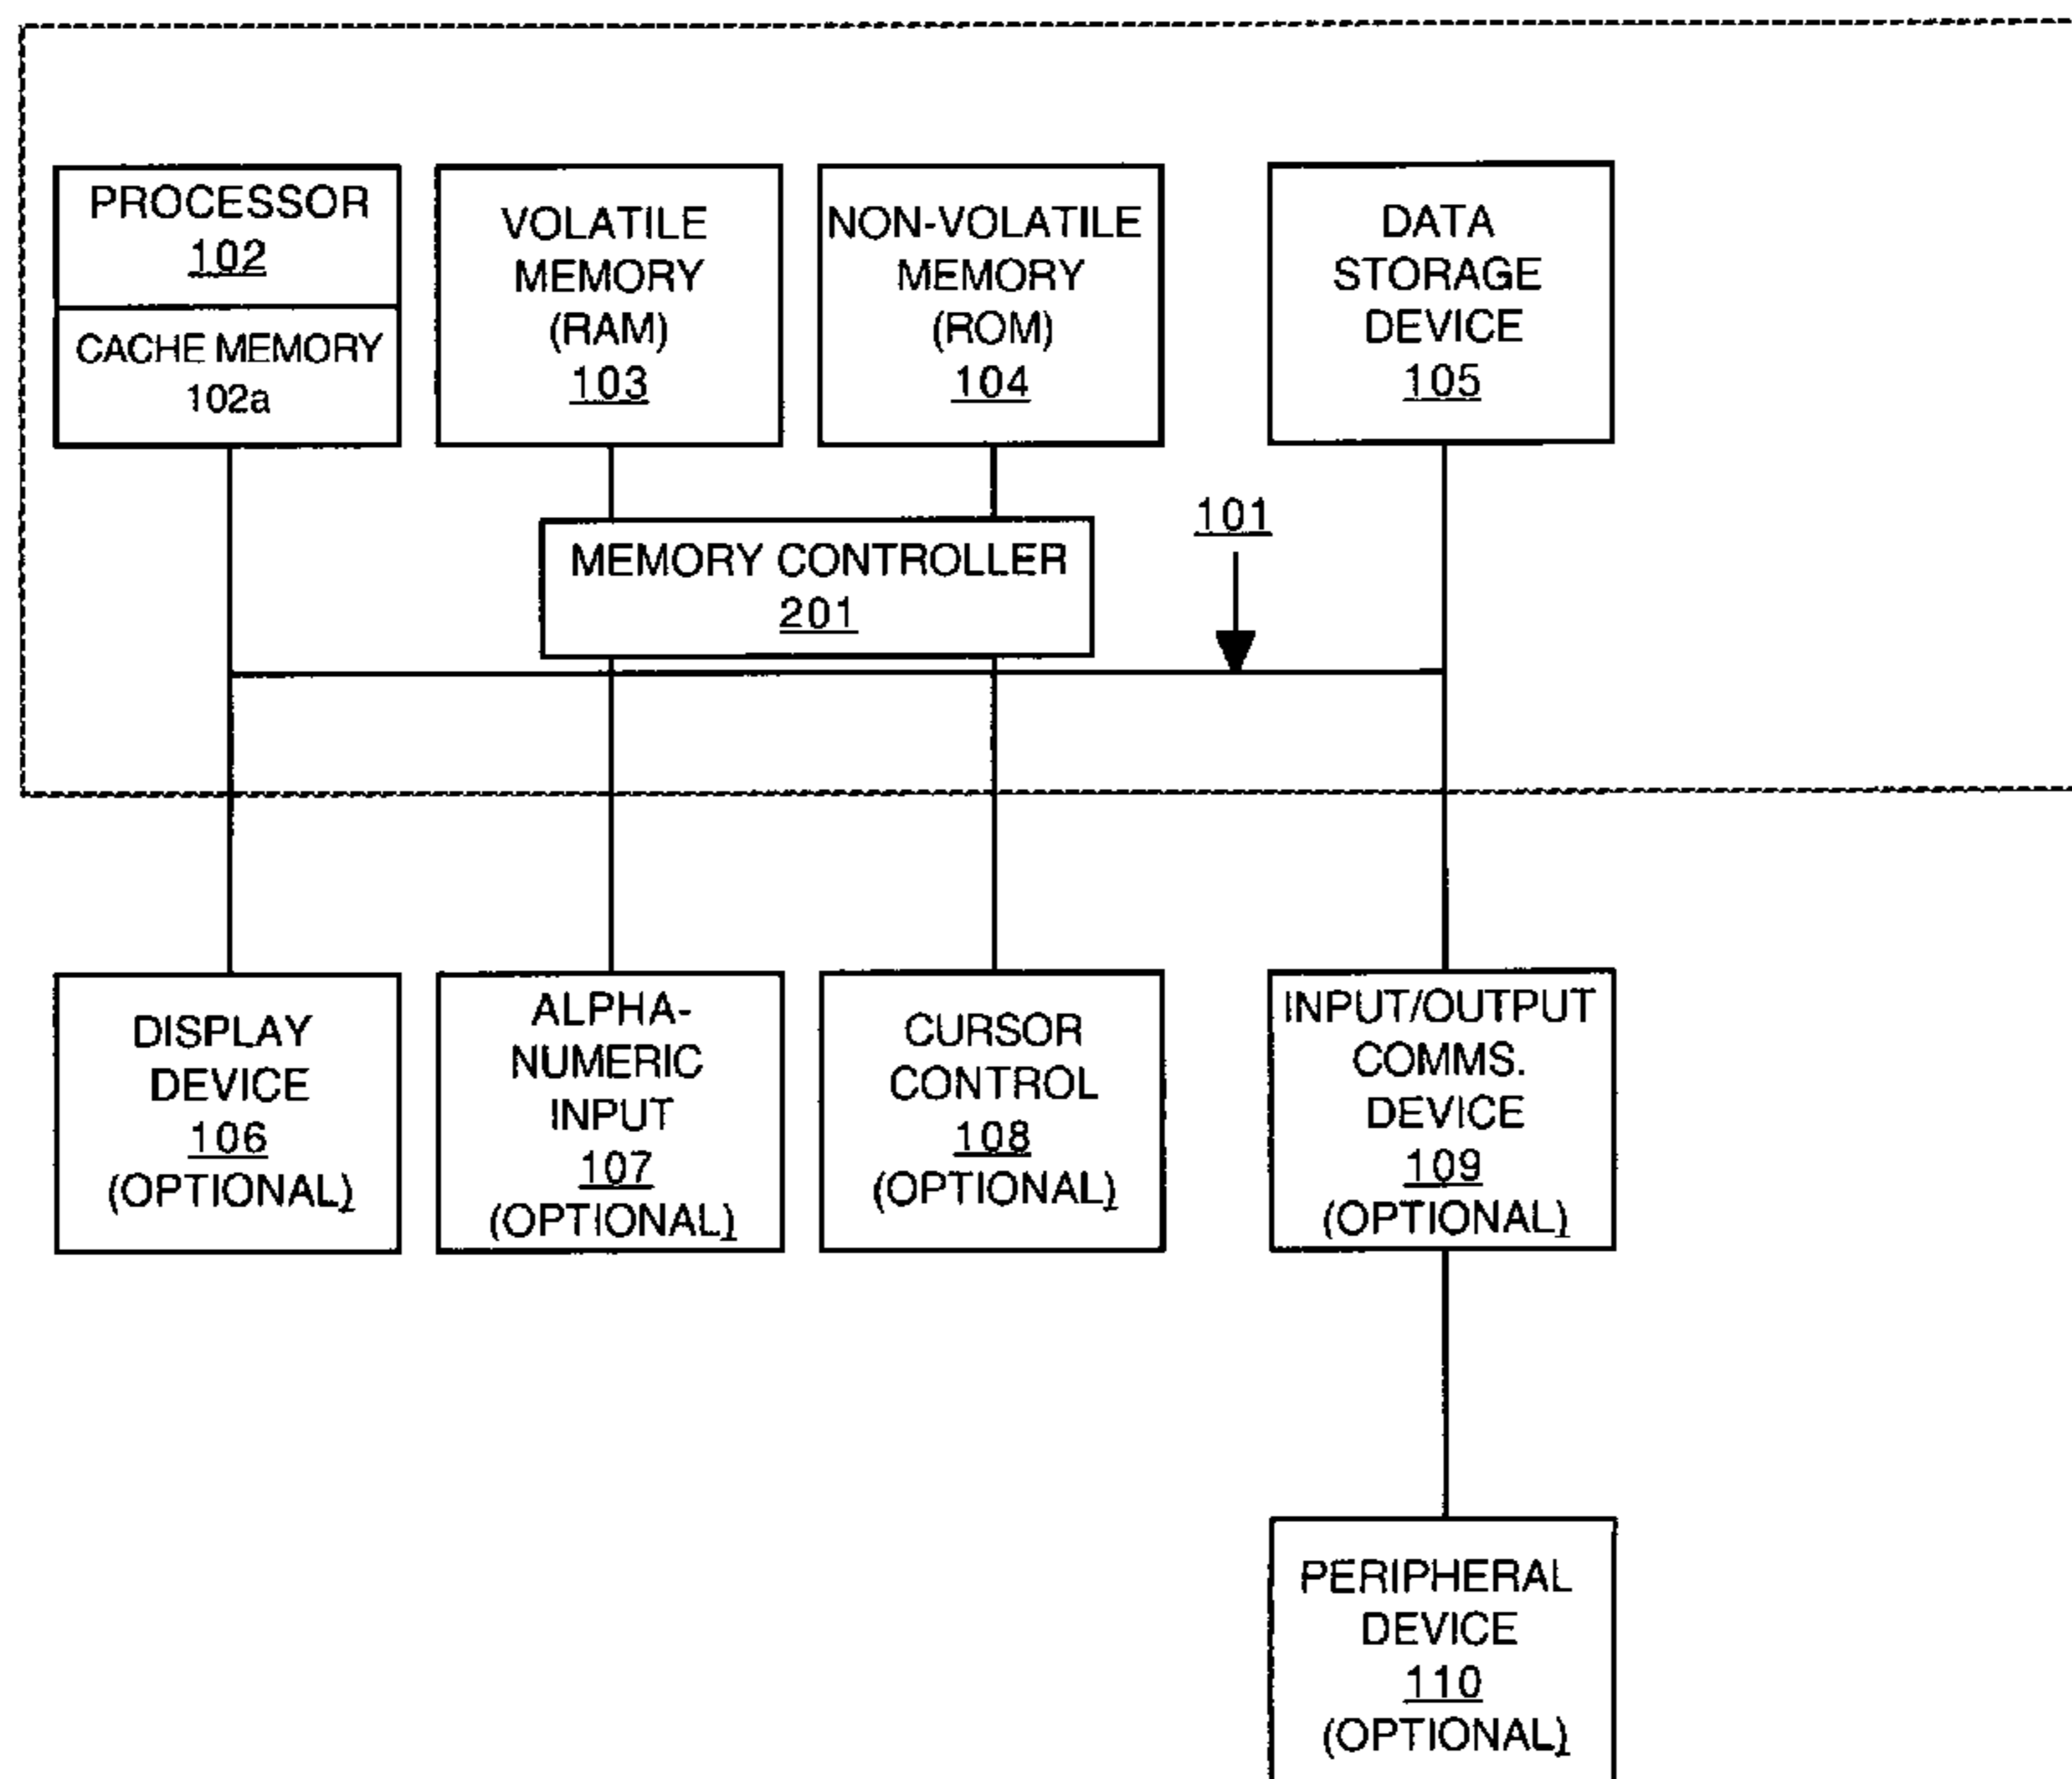 PROCESSOR
102
CACHE MEMORY
102a
VOLATILE
MEMORY
(RAM)
103
NON-VOLATILE
MEMORY
(ROM)
104
DATA
STORAGE
DEVICE
105
MEMORY CONTROLLER
201
101
DISPLAY
DEVICE
106
(OPTIONAL)
ALPHA-
NUMERIC
INPUT
107
(OPTIONAL)
CURSOR
CONTROL
108
(OPTIONAL)
INPUT/OUTPUT
COMMS.
DEVICE
109
(OPTIONAL)
PERIPHERAL
DEVICE
110
(OPTIONAL)